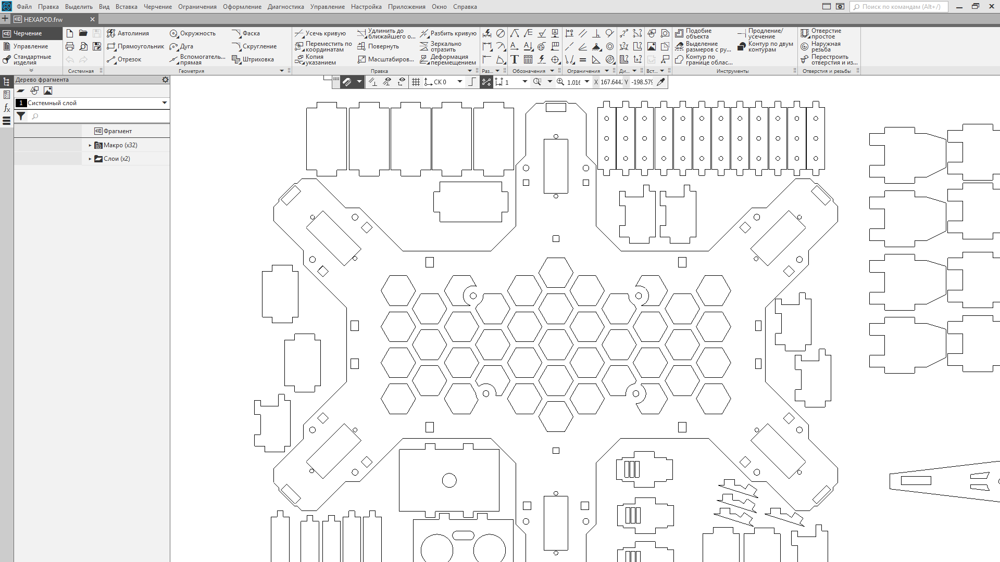 Файл Правка Выделить Вид Вставка Черчение Ограничения Оформление Диагностика Управление Настройка Приложения Окно Справка
Поиск по командам (Alt+/)
HEXAPOD.frw
Черчение
Управление
Стандартные изделия
Системная
Автолиния
Прямоугольник
Отрезок
Окружность
Дуга
Вспомогатель... прямая
Фаска
Скругление
Штриховка
Геометрия
Усечь кривую
Переместить по координатам
Копия указанием
Удлинить до ближайшего о...
Повернуть
Масштабиров...
Разбить кривую
Зеркально отразить
Деформация перемещением
Правка
Раз...
Обозначения
Ограничения
Ди...
Вст...
Подобие объекта
Выделение размеров с ру...
Контур по границе облас...
Продление/ усечение
Контур по двум контурам
Инструменты
Отверстие простое
Наружная резьба
Перестроить отверстия и из...
Отверстия и резьбы
Дерево фрагмента
СК 0
1
1.016
X 167.644
Y -198.579
1 Системный слой
Фрагмент
Макро (x32)
Слои (x2)